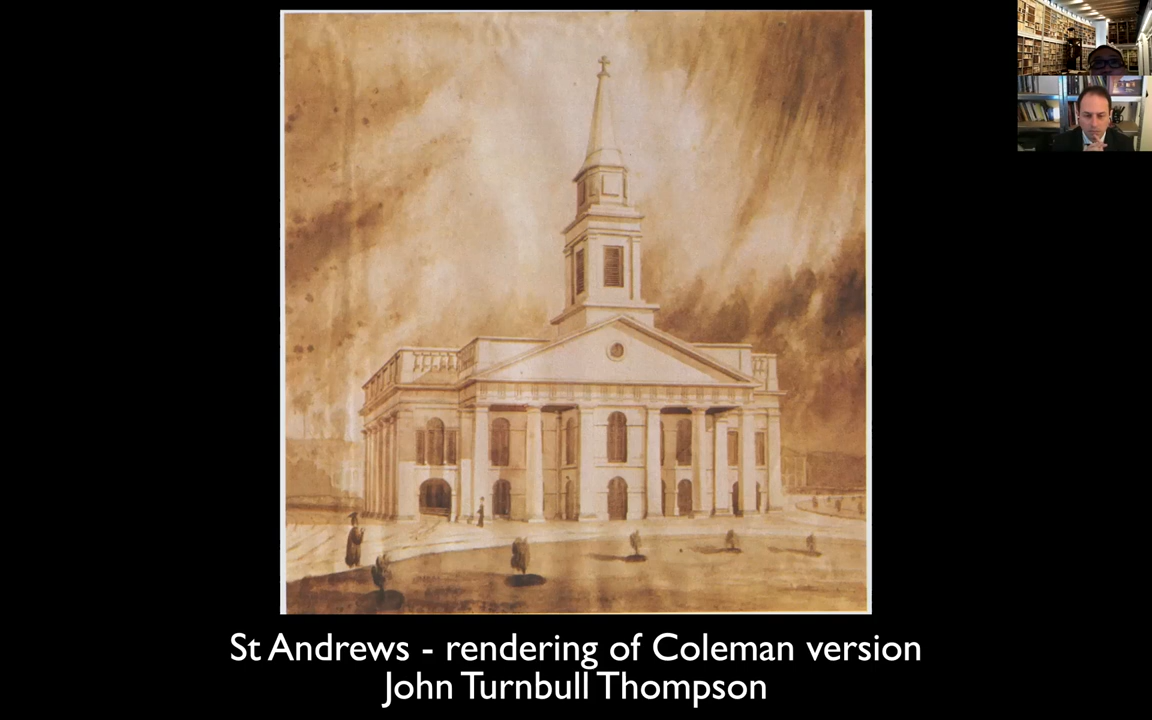 St Andrews - rendering of Coleman version
John Turnbull Thompson